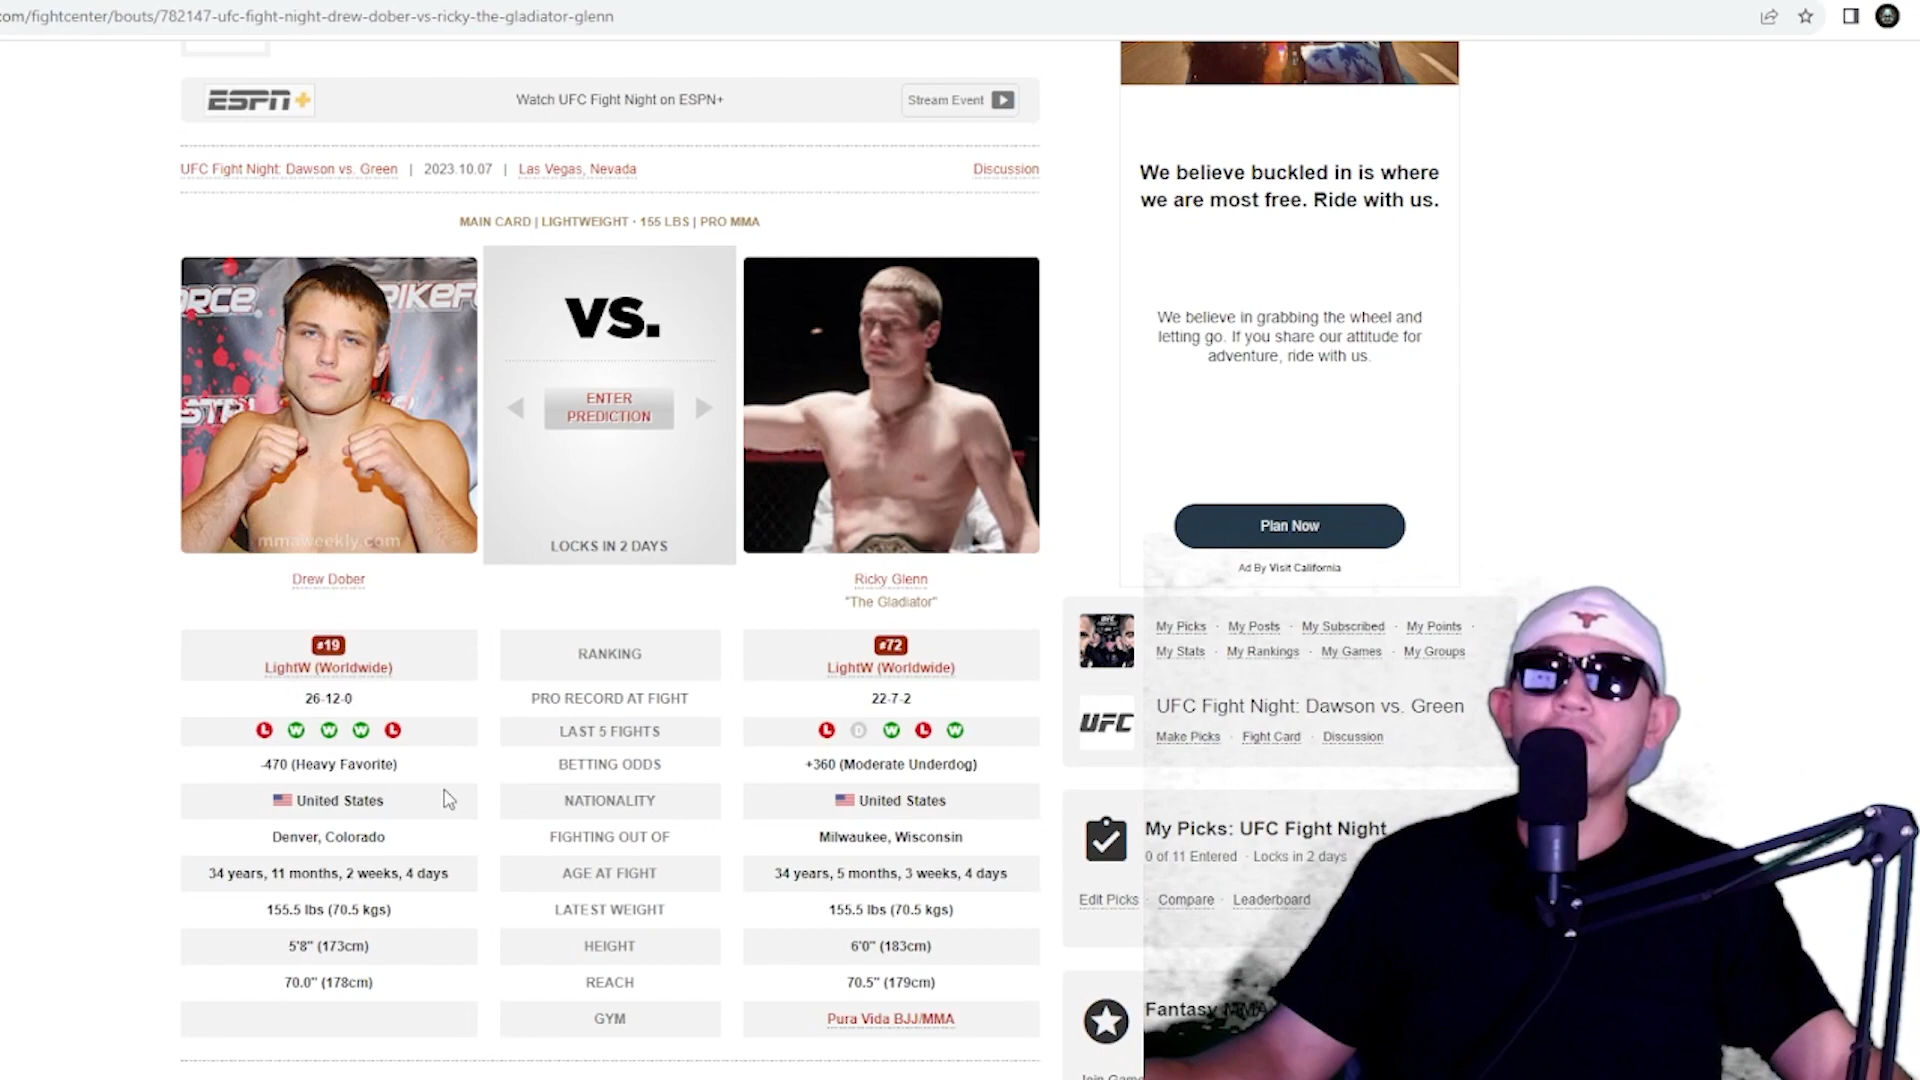 com/fightcenter/bouts/782147-ufc-fight-night-drew-dober-vs-ricky-the-gladiator-glenn
ESPN+
Watch UFC Fight Night on ESPN+
Stream Event
UFC Fight Night: Dawson vs. Green | 2023.10.07 | Las Vegas, Nevada
Discussion
MAIN CARD | LIGHTWEIGHT · 155 LBS | PRO MMA
ORCE
mmaweekly.com
VS.
ENTER
PREDICTION
LOCKS IN 2 DAYS
Drew Dober
Ricky Glenn
"The Gladiator"
#19
LightW (Worldwide)
RANKING
#72
LightW (Worldwide)
26-12-0
PRO RECORD AT FIGHT
22-7-2
L W W W L
LAST 5 FIGHTS
L D W L W
-470 (Heavy Favorite)
BETTING ODDS
+360 (Moderate Underdog)
United States
NATIONALITY
United States
Denver, Colorado
FIGHTING OUT OF
Milwaukee, Wisconsin
34 years, 11 months, 2 weeks, 4 days
AGE AT FIGHT
34 years, 5 months, 3 weeks, 4 days
155.5 lbs (70.5 kgs)
LATEST WEIGHT
155.5 lbs (70.5 kgs)
5'8" (173cm)
HEIGHT
6'0" (183cm)
70.0" (178cm)
REACH
70.5" (179cm)
GYM
Pura Vida BJJ/MMA
We believe buckled in is where
we are most free. Ride with us.
We believe in grabbing the wheel and
letting go. If you share our attitude for
adventure, ride with us.
Plan Now
Ad By Visit California
My Picks · My Posts · My Subscribed · My Points ·
My Stats · My Rankings · My Games · My Groups
UFC
UFC Fight Night: Dawson vs. Green
Make Picks · Fight Card · Discussion
My Picks: UFC Fight Night
0 of 11 Entered · Locks in 2 days
Edit Picks · Compare · Leaderboard
Fantasy MMA
Join Game